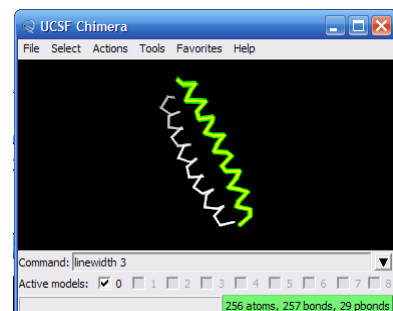 UCSF Chimera
File Select Actions Tools Favorites Help
Command: linewidth 3
Active models: 0 1 2 3 4 5 6 7 8
256 atoms, 257 bonds, 29 pbonds